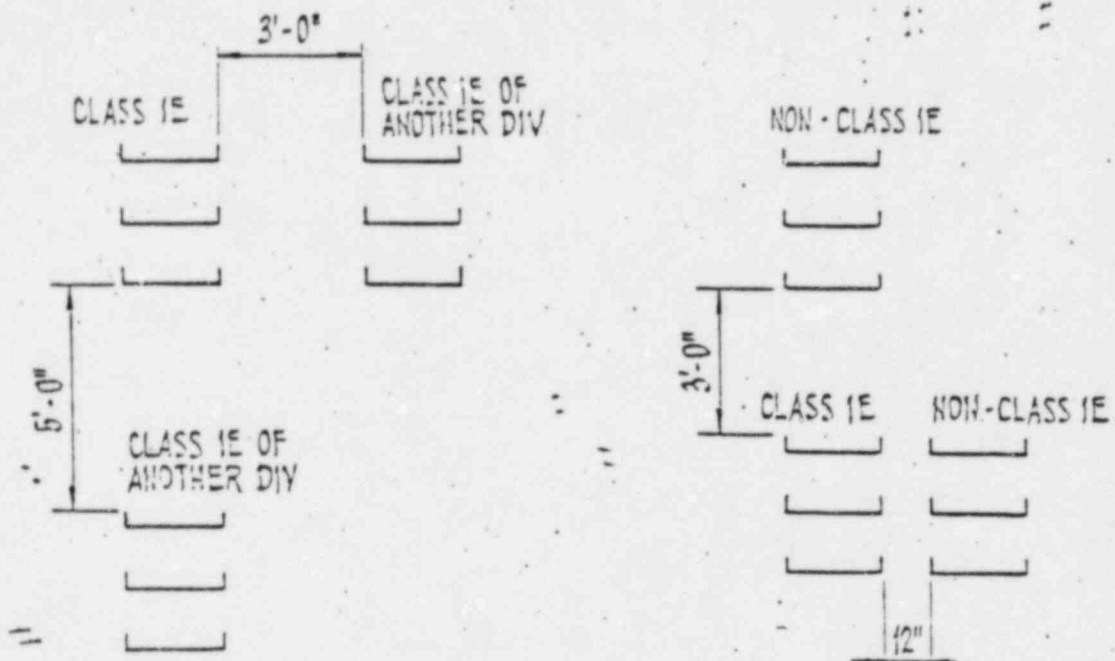 3'-0"
CLASS 1E
CLASS 1E OF
ANOTHER DIV
5'-0"
CLASS 1E OF
ANOTHER DIV
NON-CLASS 1E
3'-0"
CLASS 1E
NON-CLASS 1E
12"